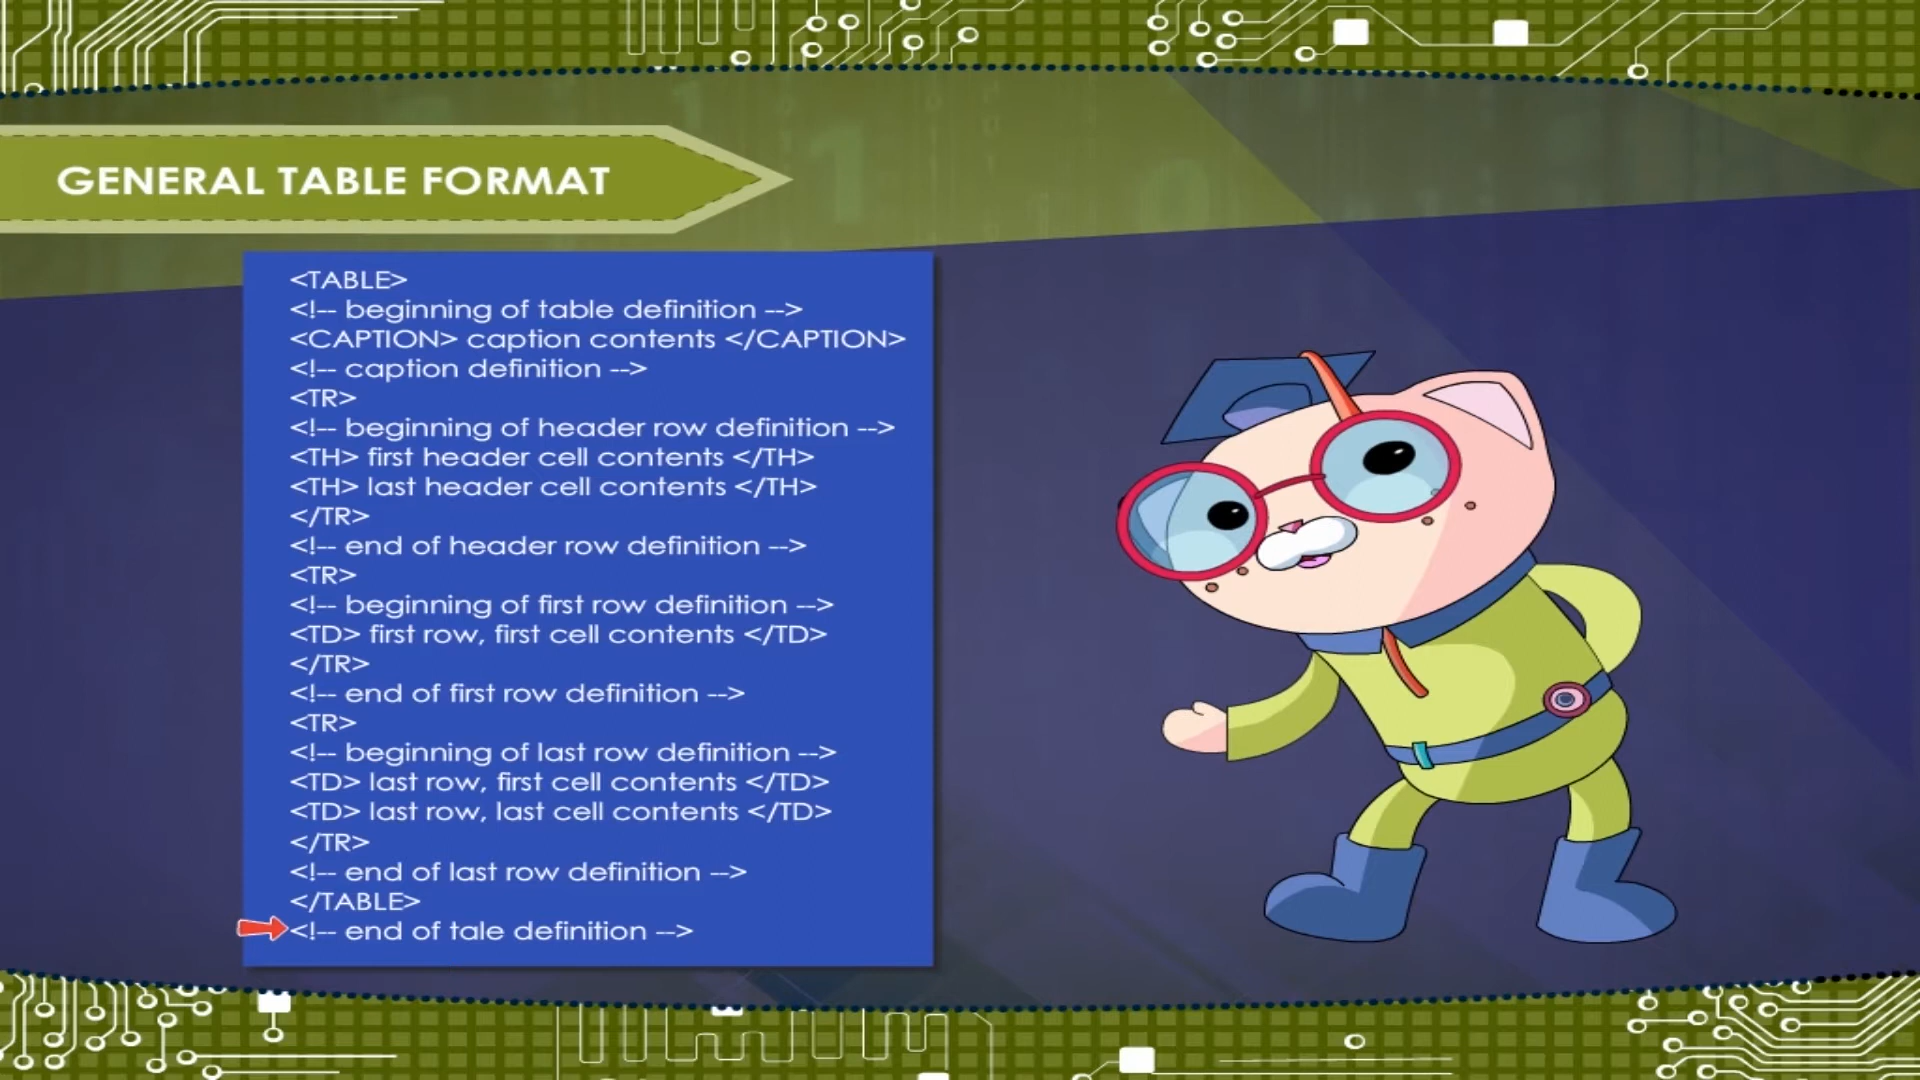 GENERAL TABLE FORMAT
<TABLE>
<!-- beginning of table definition -->
<CAPTION> caption contents </CAPTION>
<!-- caption definition -->
<TR>
<!-- beginning of header row definition -->
<TH> first header cell contents </TH>
<TH> last header cell contents </TH>
</TR>
<!-- end of header row definition -->
<TR>
<!-- beginning of first row definition -->
<TD> first row, first cell contents </TD>
</TR>
<!-- end of first row definition -->
<TR>
<!-- beginning of last row definition -->
<TD> last row, first cell contents </TD>
<TD> last row, last cell contents </TD>
</TR>
<!-- end of last row definition -->
</TABLE>
<!-- end of tale definition -->